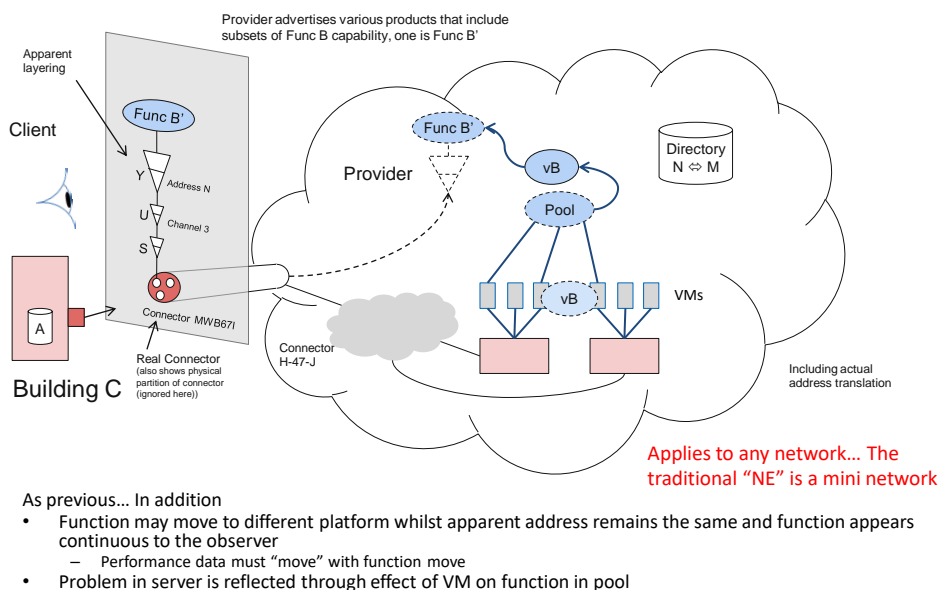 Provider advertises various products that include
subsets of Func B capability, one is Func B’
Apparent
layering
Client
Func B’
Y
Address N
U
Channel 3
S
Connector MWB67I
A
Building C
Real Connector
(also shows physical
partition of connector
(ignored here))
Provider
Func B’
vB
Pool
Directory
N ⇔ M
vB
VMs
Connector
H-47-J
Including actual
address translation
Applies to any network… The
traditional “NE” is a mini network
As previous… In addition
• Function may move to different platform whilst apparent address remains the same and function appears
continuous to the observer
– Performance data must “move” with function move
• Problem in server is reflected through effect of VM on function in pool